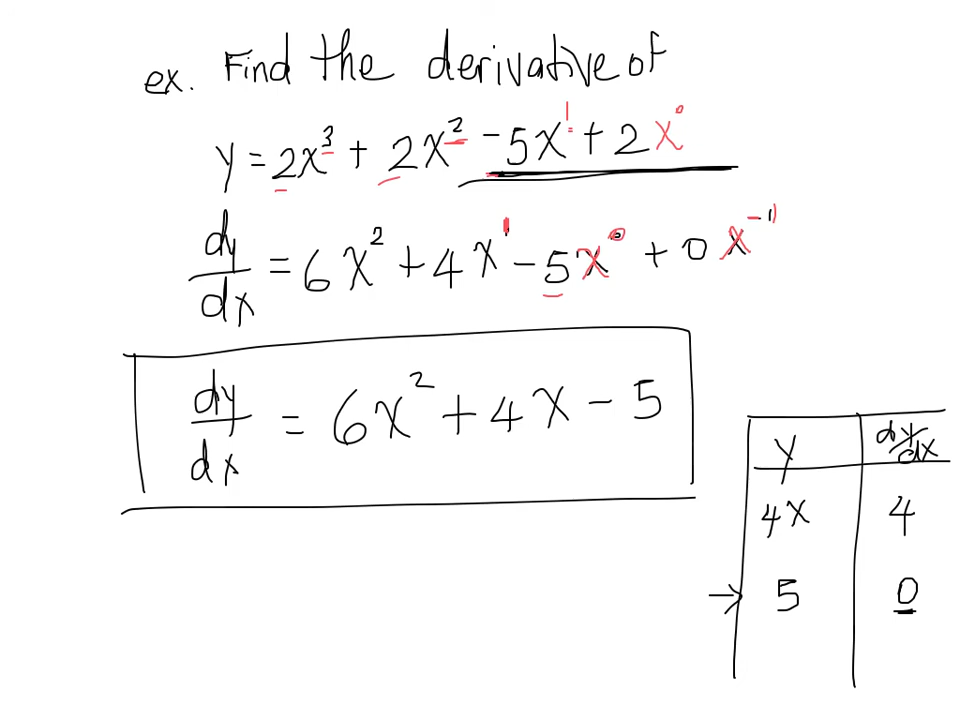 ex. Find the derivative of
y = 2x³ + 2x² - 5x¹ + 2x⁰
dy/dx = 6x² + 4x¹ - 5x⁰ + 0x⁻¹
dy/dx = 6x² + 4x - 5
y dy/dx
4x 4
→ 5 0